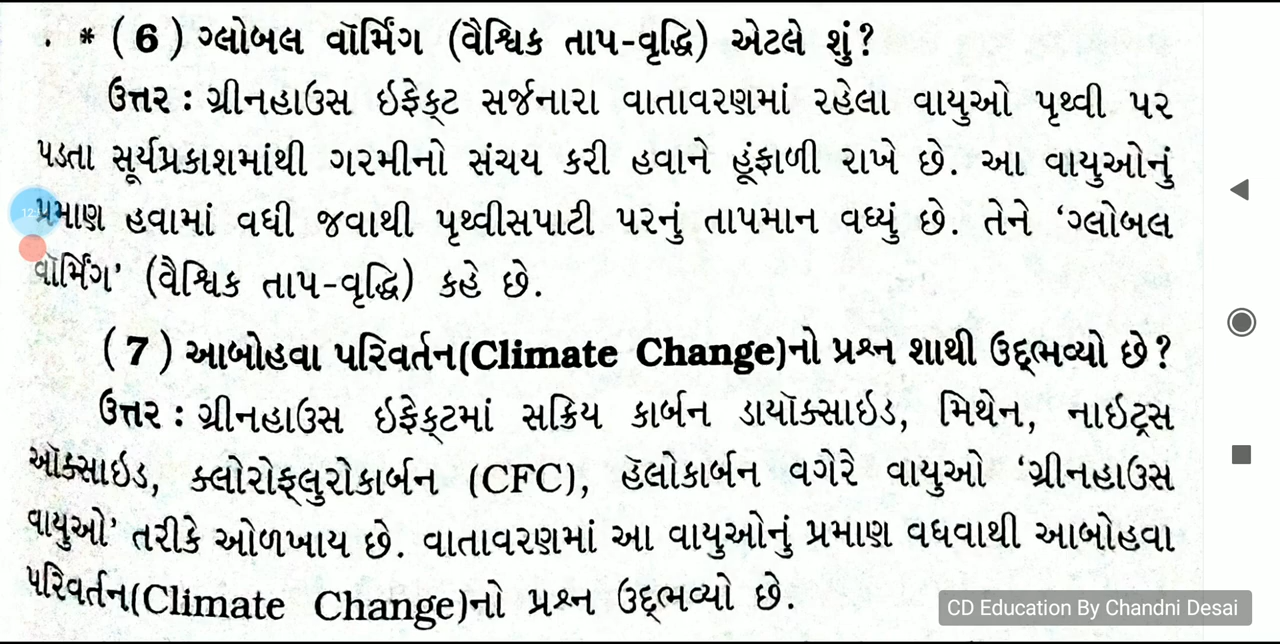 * (6) ગ્લોબલ વૉર્મિંગ (વૈશ્વિક તાપ-વૃદ્ધિ) એટલે શું?
ઉત્તર : ગ્રીનહાઉસ ઇફેક્ટ સર્જનારા વાતાવરણમાં રહેલા વાયુઓ પૃથ્વી પર
પડતા સૂર્યપ્રકાશમાંથી ગરમીનો સંચય કરી હવાને હૂંફાળી રાખે છે. આ વાયુઓનું
પ્રમાણ હવામાં વધી જવાથી પૃથ્વીસપાટી પરનું તાપમાન વધ્યું છે. તેને ‘ગ્લોબલ
વૉર્મિંગ’ (વૈશ્વિક તાપ-વૃદ્ધિ) કહે છે.
(7) આબોહવા પરિવર્તન(Climate Change)નો પ્રશ્ન શાથી ઉદ્ભવ્યો છે?
ઉત્તર : ગ્રીનહાઉસ ઇફેક્ટમાં સક્રિય કાર્બન ડાયૉક્સાઇડ, મિથેન, નાઇટ્રસ
ઑક્સાઇડ, ક્લોરોફ્લુરોકાર્બન (CFC), હૅલોકાર્બન વગેરે વાયુઓ ‘ગ્રીનહાઉસ
વાયુઓ’ તરીકે ઓળખાય છે. વાતાવરણમાં આ વાયુઓનું પ્રમાણ વધવાથી આબોહવા
પરિવર્તન(Climate Change)નો પ્રશ્ન ઉદ્ભવ્યો છે.
CD Education By Chandni Desai